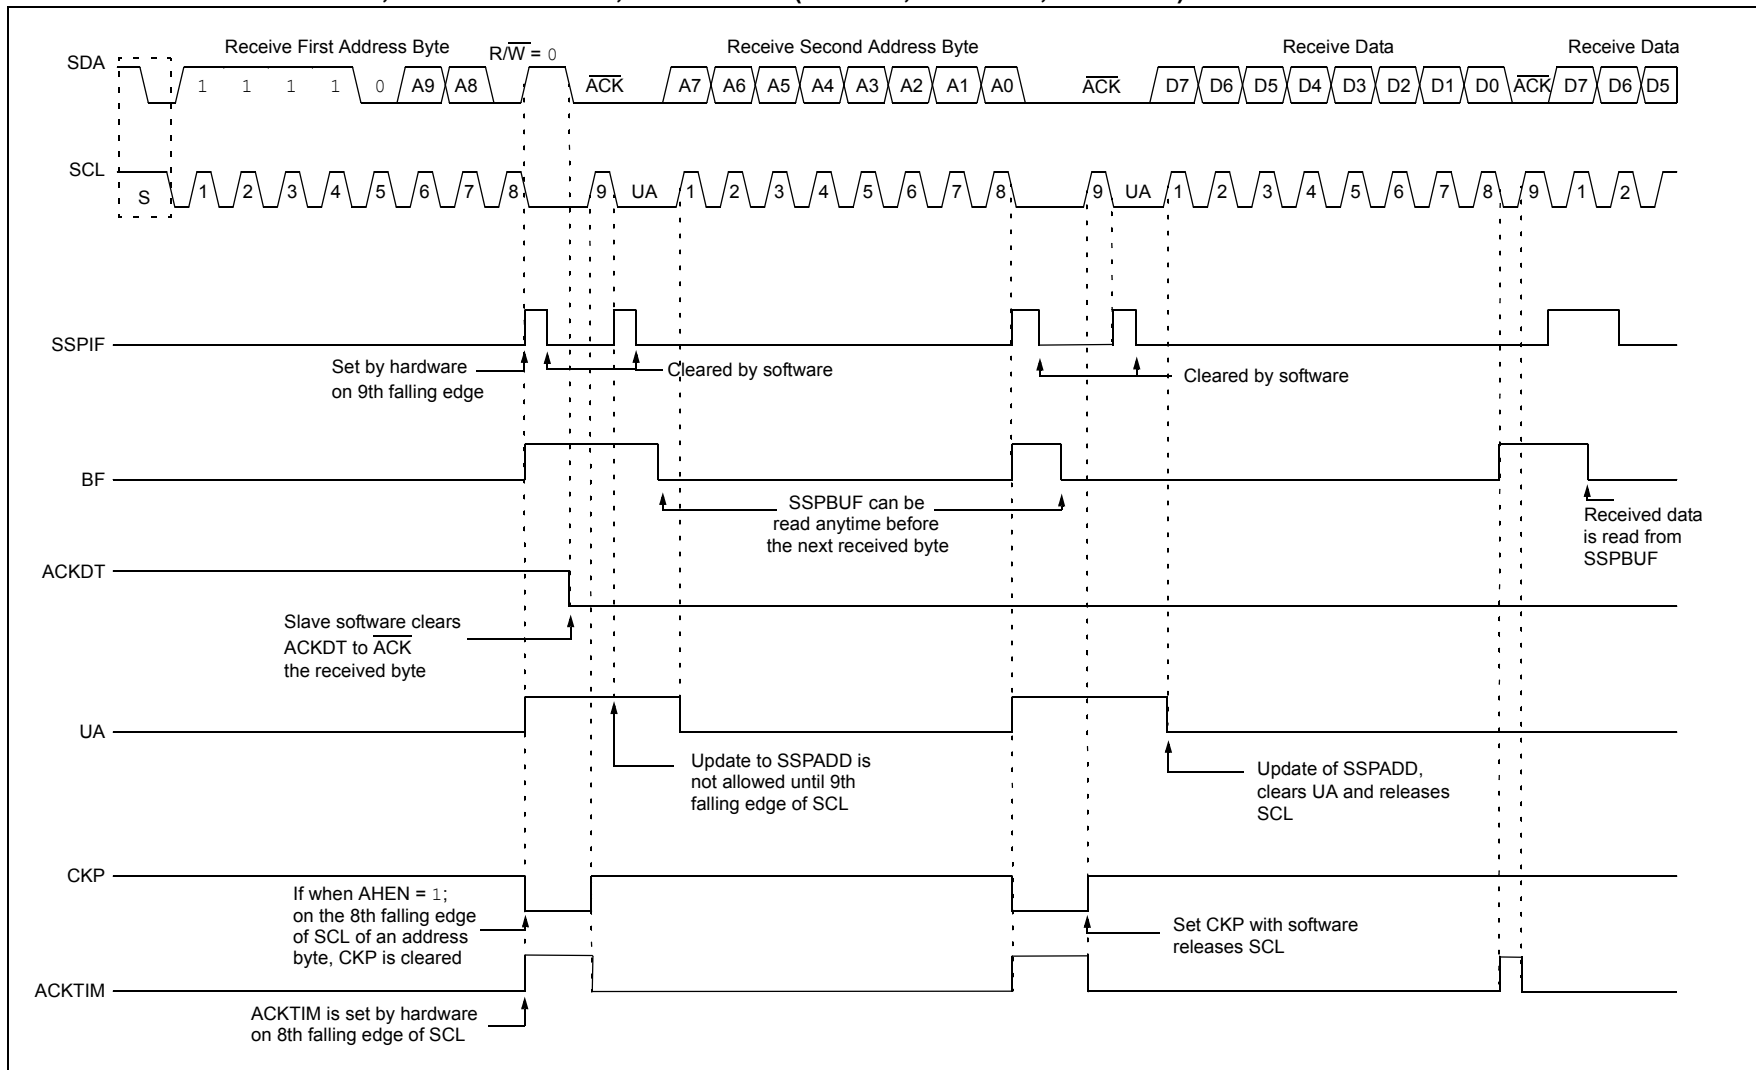 Receive First Address Byte
R/W = 0
Receive Second Address Byte
Receive Data
Receive Data
SDA
1 1 1 1 0 A9 A8 ACK A7 A6 A5 A4 A3 A2 A1 A0 ACK D7 D6 D5 D4 D3 D2 D1 D0 ACK D7 D6 D5
SCL
S 1 2 3 4 5 6 7 8 9 UA 1 2 3 4 5 6 7 8 9 UA 1 2 3 4 5 6 7 8 9 1 2
SSPIF
Set by hardware
on 9th falling edge
Cleared by software
Cleared by software
BF
SSPBUF can be
read anytime before
the next received byte
Received data
is read from
SSPBUF
ACKDT
Slave software clears
ACKDT to ACK
the received byte
UA
Update to SSPADD is
not allowed until 9th
falling edge of SCL
Update of SSPADD,
clears UA and releases
SCL
CKP
If when AHEN = 1;
on the 8th falling edge
of SCL of an address
byte, CKP is cleared
Set CKP with software
releases SCL
ACKTIM
ACKTIM is set by hardware
on 8th falling edge of SCL